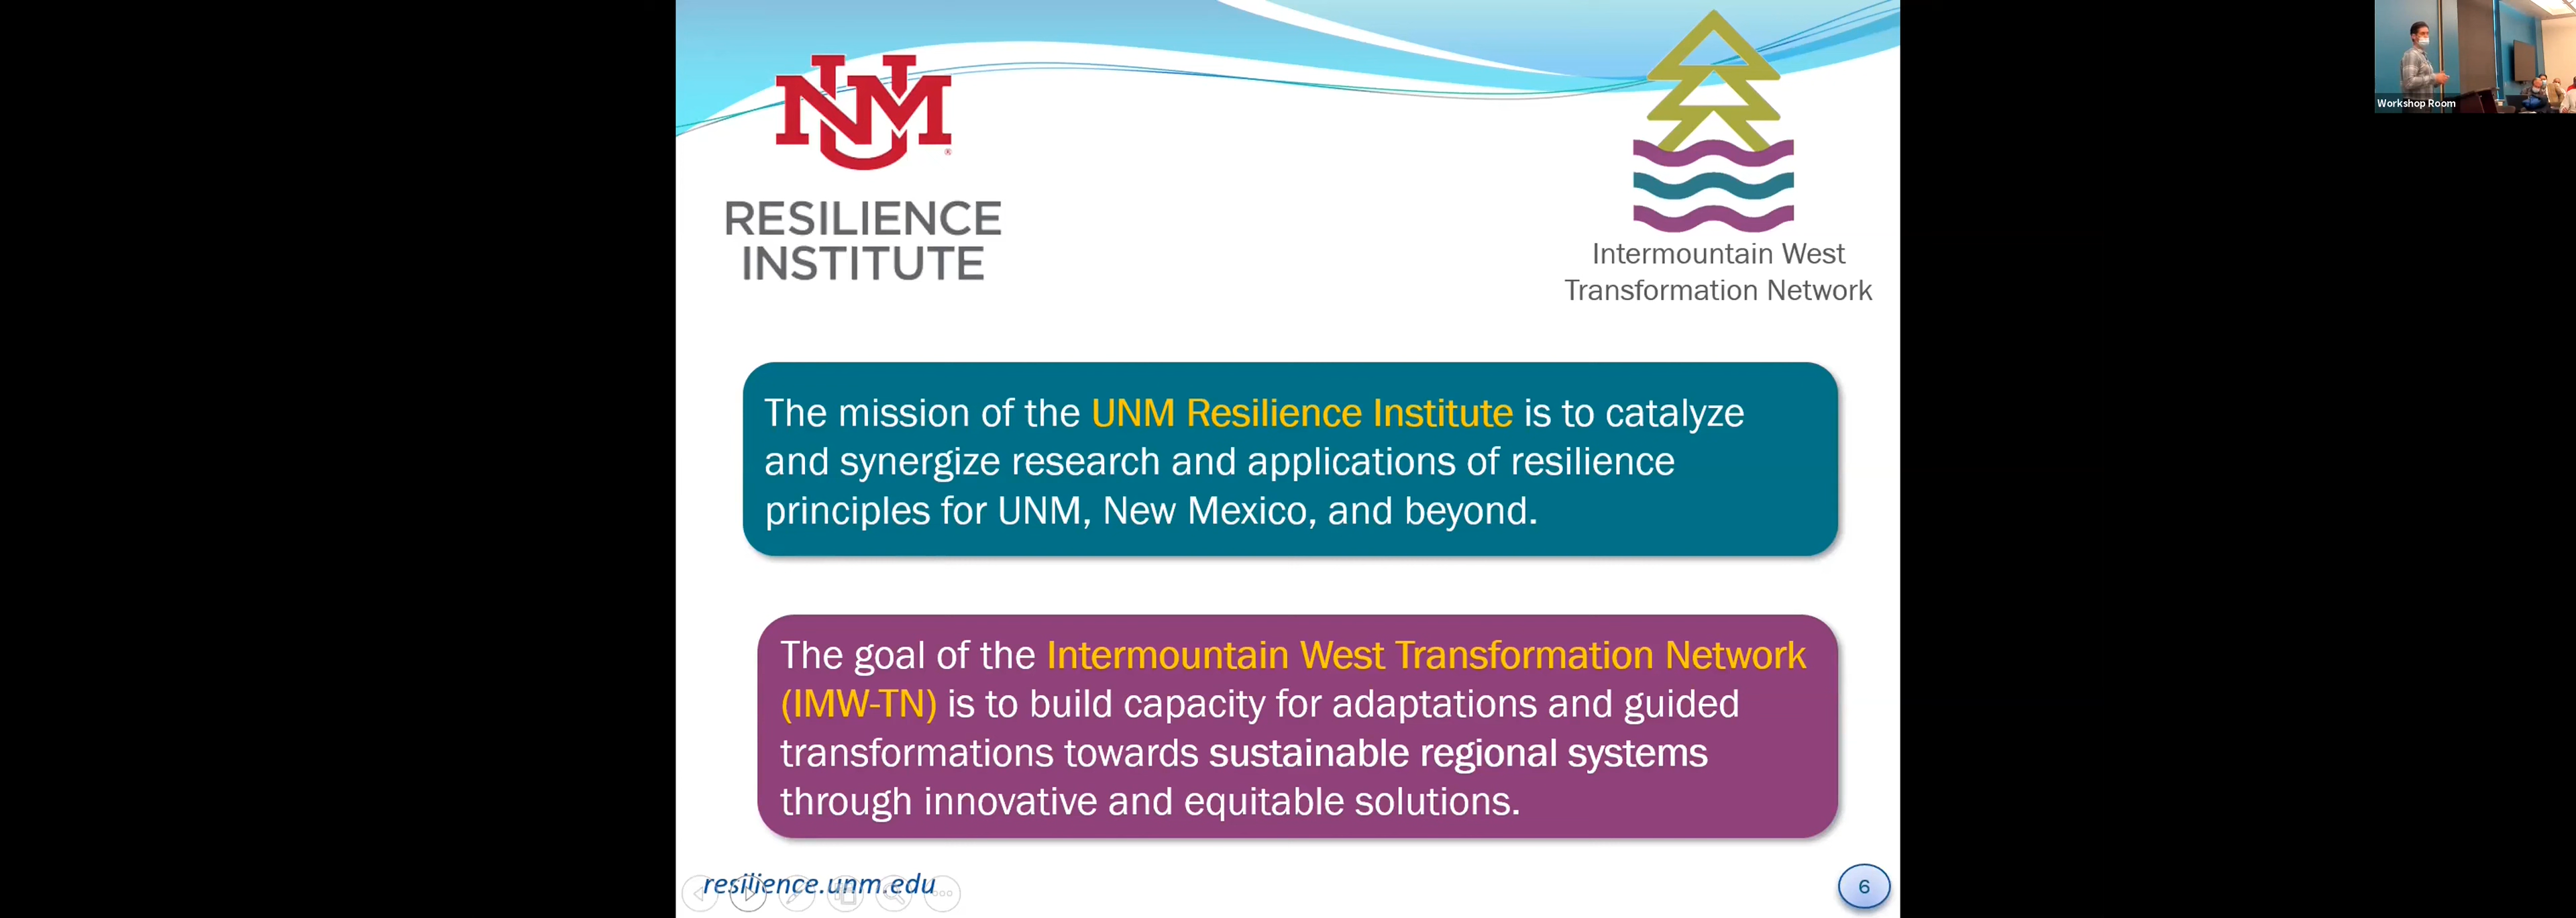 UNM
®
RESILIENCE
INSTITUTE
Intermountain West
Transformation Network
Workshop Room
The mission of the UNM Resilience Institute is to catalyze
and synergize research and applications of resilience
principles for UNM, New Mexico, and beyond.
The goal of the Intermountain West Transformation Network
(IMW-TN) is to build capacity for adaptations and guided
transformations towards sustainable regional systems
through innovative and equitable solutions.
resilience.unm.edu
6